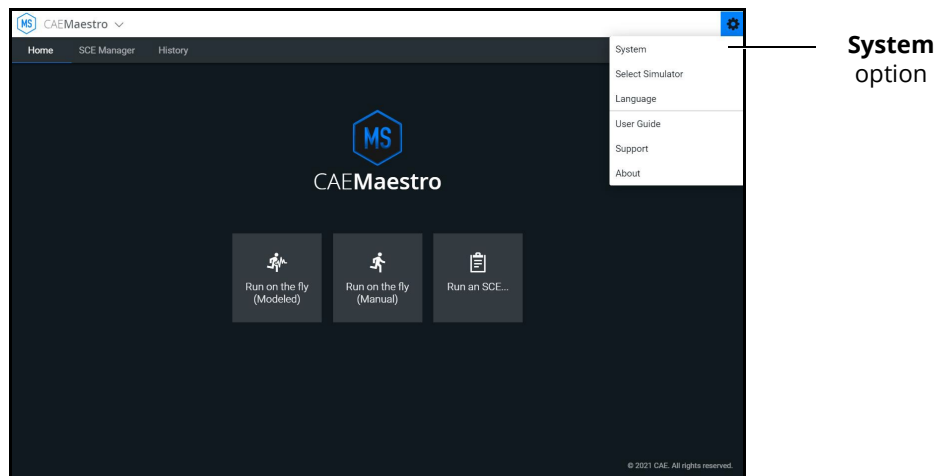 MS CAEMaestro
Home SCE Manager History
System
Select Simulator
Language
User Guide
Support
About
System
option
MS
CAEMaestro
Run on the fly
(Modeled)
Run on the fly
(Manual)
Run an SCE...
© 2021 CAE. All rights reserved.